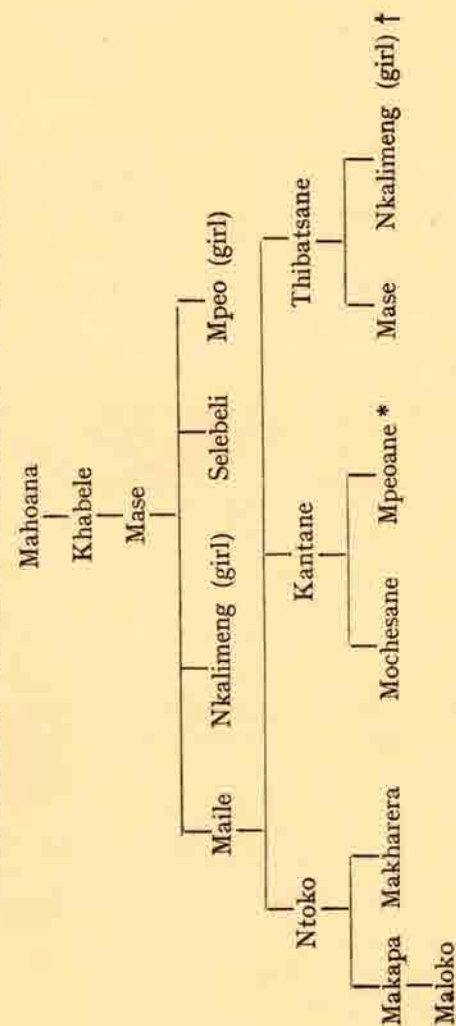 Mahoana
Khabele
Mase
Maile Nkalimeng (girl) Selebeli Mpeo (girl)
Ntoko Kantane Thibatsane
Makapa Makharera Mochesane Mpeoane * Mase Nkalimeng (girl) †
Maloko